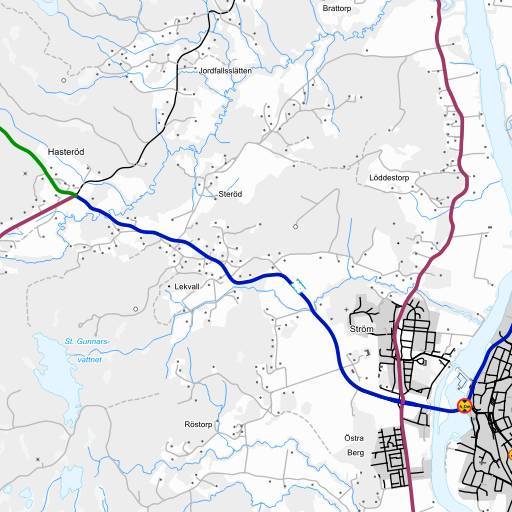 Brattorp
Jordfallsslätten
Hasteröd
Löddestorp
Steröd
Lekvall
Ström
St. Gunnars-
vattnet
Röstorp
Östra
Berg